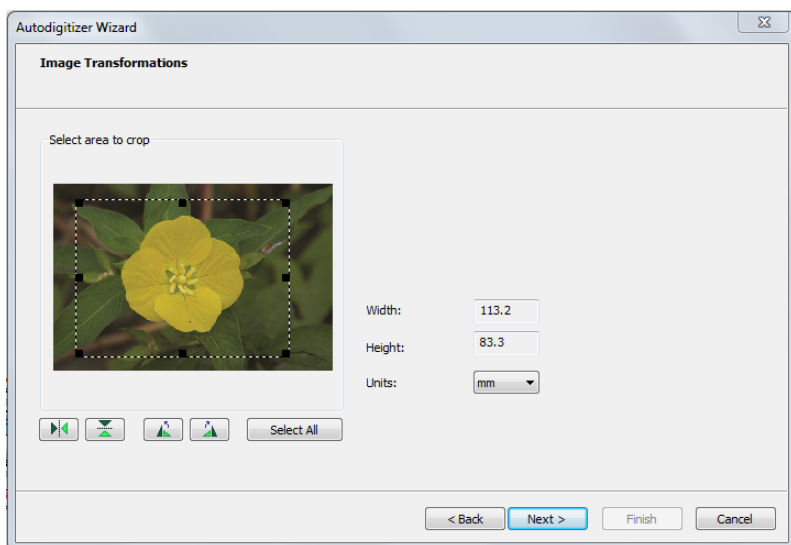 Autodigitizer Wizard
Image Transformations
Select area to crop
Width: 113.2
Height: 83.3
Units: mm
Select All
< Back Next > Finish Cancel